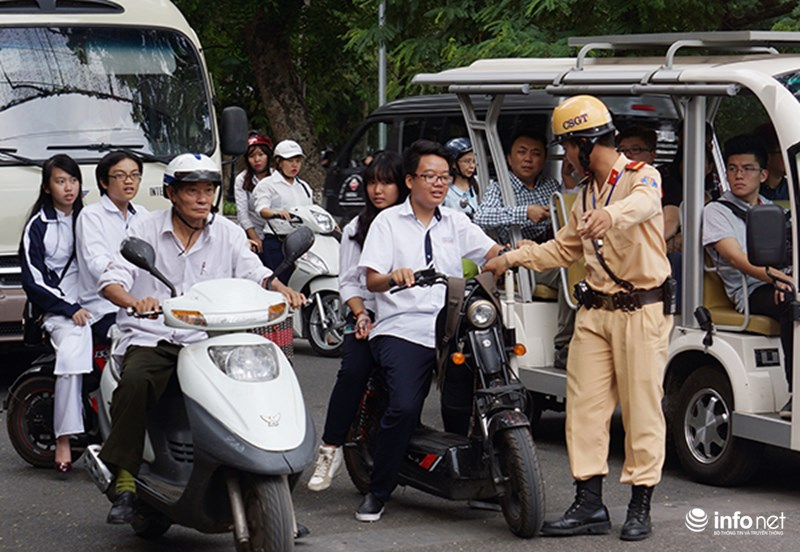 CSGT
infonet
BỘ THÔNG TIN VÀ TRUYỀN THÔNG